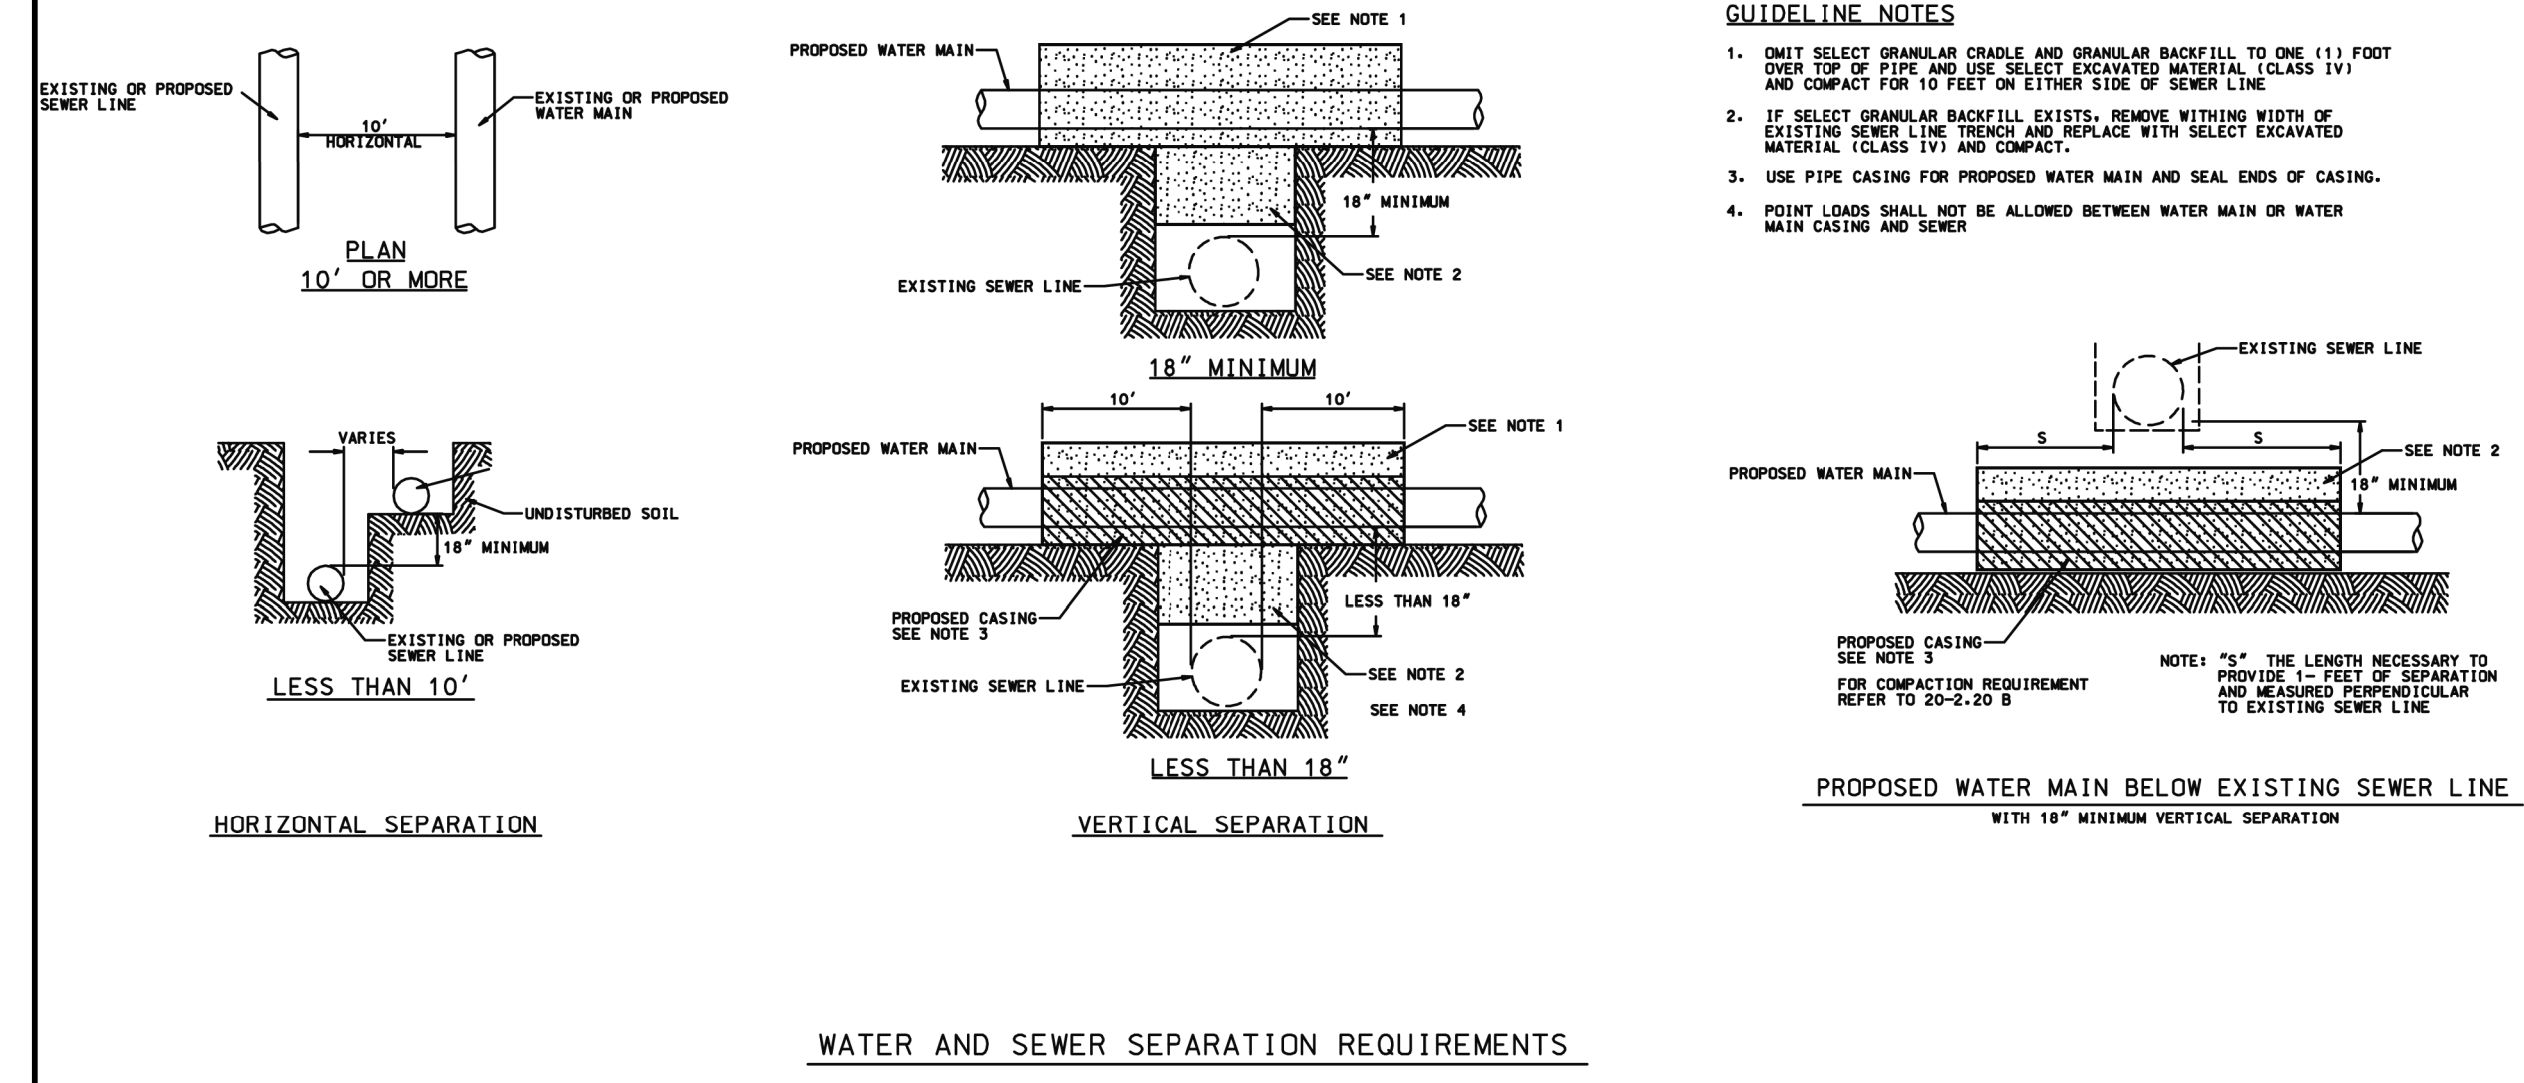 EXISTING OR PROPOSED
SEWER LINE
10'
HORIZONTAL
EXISTING OR PROPOSED
WATER MAIN
PLAN
10' OR MORE
VARIES
UNDISTURBED SOIL
18" MINIMUM
EXISTING OR PROPOSED
SEWER LINE
LESS THAN 10'
HORIZONTAL SEPARATION
SEE NOTE 1
PROPOSED WATER MAIN
18" MINIMUM
SEE NOTE 2
EXISTING SEWER LINE
18" MINIMUM
10'
10'
SEE NOTE 1
PROPOSED WATER MAIN
LESS THAN 18"
PROPOSED CASING
SEE NOTE 3
SEE NOTE 2
EXISTING SEWER LINE
SEE NOTE 4
LESS THAN 18"
VERTICAL SEPARATION
GUIDELINE NOTES
1. OMIT SELECT GRANULAR CRADLE AND GRANULAR BACKFILL TO ONE (1) FOOT
OVER TOP OF PIPE AND USE SELECT EXCAVATED MATERIAL (CLASS IV)
AND COMPACT FOR 10 FEET ON EITHER SIDE OF SEWER LINE
2. IF SELECT GRANULAR BACKFILL EXISTS, REMOVE WITHING WIDTH OF
EXISTING SEWER LINE TRENCH AND REPLACE WITH SELECT EXCAVATED
MATERIAL (CLASS IV) AND COMPACT.
3. USE PIPE CASING FOR PROPOSED WATER MAIN AND SEAL ENDS OF CASING.
4. POINT LOADS SHALL NOT BE ALLOWED BETWEEN WATER MAIN OR WATER
MAIN CASING AND SEWER
EXISTING SEWER LINE
S
S
SEE NOTE 2
PROPOSED WATER MAIN
18" MINIMUM
PROPOSED CASING
SEE NOTE 3
FOR COMPACTION REQUIREMENT
REFER TO 20-2.20 B
NOTE: "S" THE LENGTH NECESSARY TO
PROVIDE 1- FEET OF SEPARATION
AND MEASURED PERPENDICULAR
TO EXISTING SEWER LINE
PROPOSED WATER MAIN BELOW EXISTING SEWER LINE
WITH 18" MINIMUM VERTICAL SEPARATION
WATER AND SEWER SEPARATION REQUIREMENTS